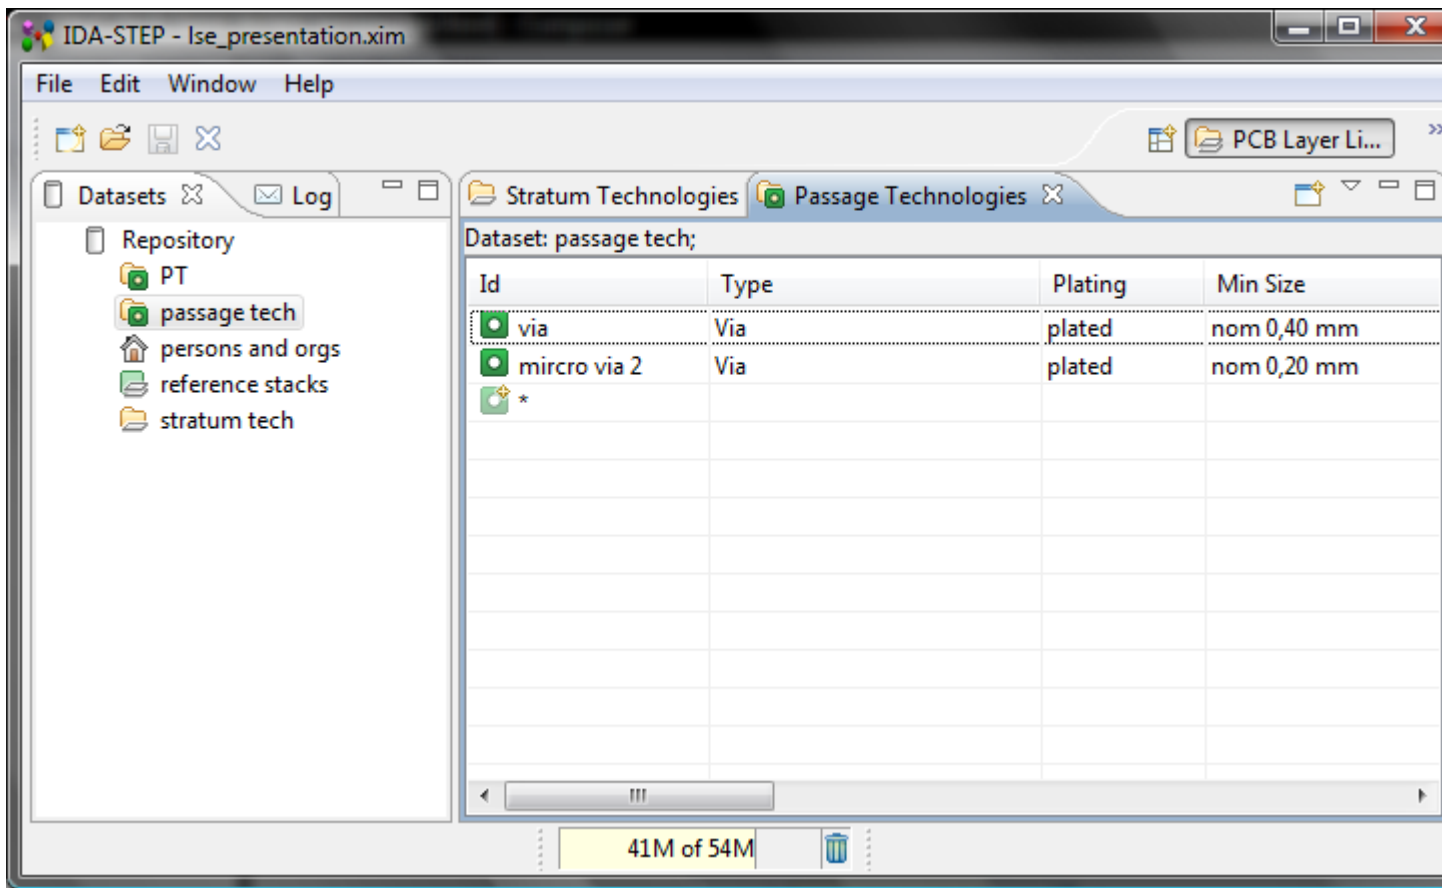 IDA-STEP - lse_presentation.xim
File Edit Window Help
PCB Layer Li...
Datasets Log
Stratum Technologies Passage Technologies
Repository
PT
passage tech
persons and orgs
reference stacks
stratum tech
Dataset: passage tech;
Id Type Plating Min Size
via Via plated nom 0,40 mm
mircro via 2 Via plated nom 0,20 mm
*
41M of 54M